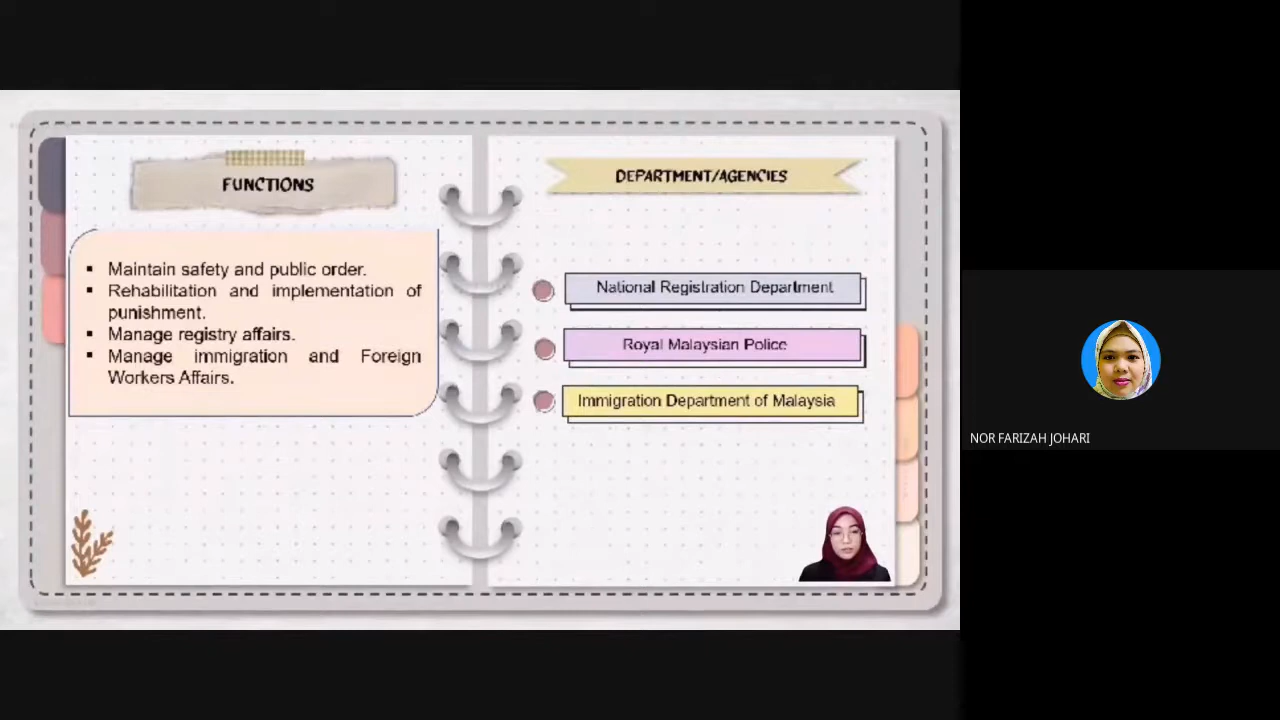 FUNCTIONS
▪ Maintain safety and public order.
▪ Rehabilitation and implementation of
punishment.
▪ Manage registry affairs.
▪ Manage immigration and Foreign
Workers Affairs.
DEPARTMENT/AGENCIES
National Registration Department
Royal Malaysian Police
Immigration Department of Malaysia
NOR FARIZAH JOHARI